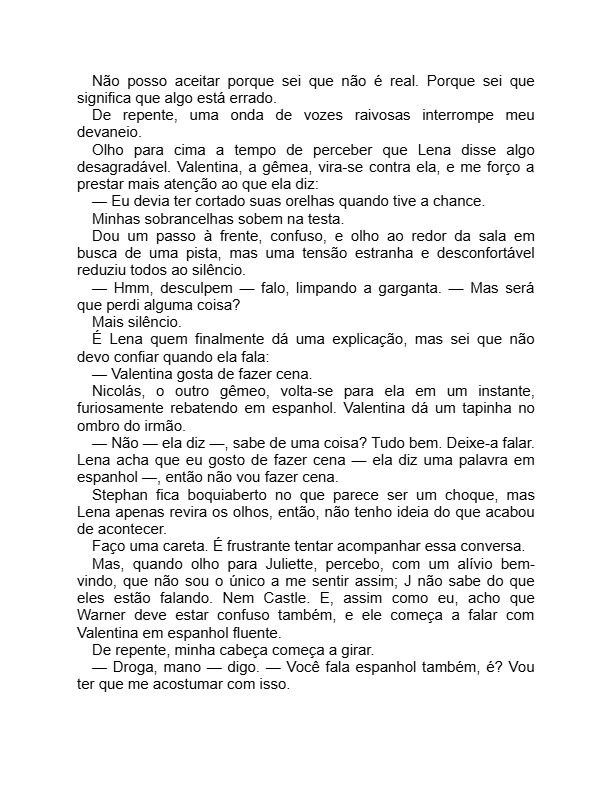 Não posso aceitar porque sei que não é real. Porque sei que
significa que algo está errado.
De repente, uma onda de vozes raivosas interrompe meu
devaneio.
Olho para cima a tempo de perceber que Lena disse algo
desagradável. Valentina, a gêmea, vira-se contra ela, e me forço a
prestar mais atenção ao que ela diz:
— Eu devia ter cortado suas orelhas quando tive a chance.
Minhas sobrancelhas sobem na testa.
Dou um passo à frente, confuso, e olho ao redor da sala em
busca de uma pista, mas uma tensão estranha e desconfortável
reduziu todos ao silêncio.
— Hmm, desculpem — falo, limpando a garganta. — Mas será
que perdi alguma coisa?
Mais silêncio.
É Lena quem finalmente dá uma explicação, mas sei que não
devo confiar quando ela fala:
— Valentina gosta de fazer cena.
Nicolás, o outro gêmeo, volta-se para ela em um instante,
furiosamente rebatendo em espanhol. Valentina dá um tapinha no
ombro do irmão.
— Não — ela diz —, sabe de uma coisa? Tudo bem. Deixe-a falar.
Lena acha que eu gosto de fazer cena — ela diz uma palavra em
espanhol —, então não vou fazer cena.
Stephan fica boquiaberto no que parece ser um choque, mas
Lena apenas revira os olhos, então, não tenho ideia do que acabou
de acontecer.
Faço uma careta. É frustrante tentar acompanhar essa conversa.
Mas, quando olho para Juliette, percebo, com um alívio bem-
vindo, que não sou o único a me sentir assim; J não sabe do que
eles estão falando. Nem Castle. E, assim como eu, acho que
Warner deve estar confuso também, e ele começa a falar com
Valentina em espanhol fluente.
De repente, minha cabeça começa a girar.
— Droga, mano — digo. — Você fala espanhol também, é? Vou
ter que me acostumar com isso.